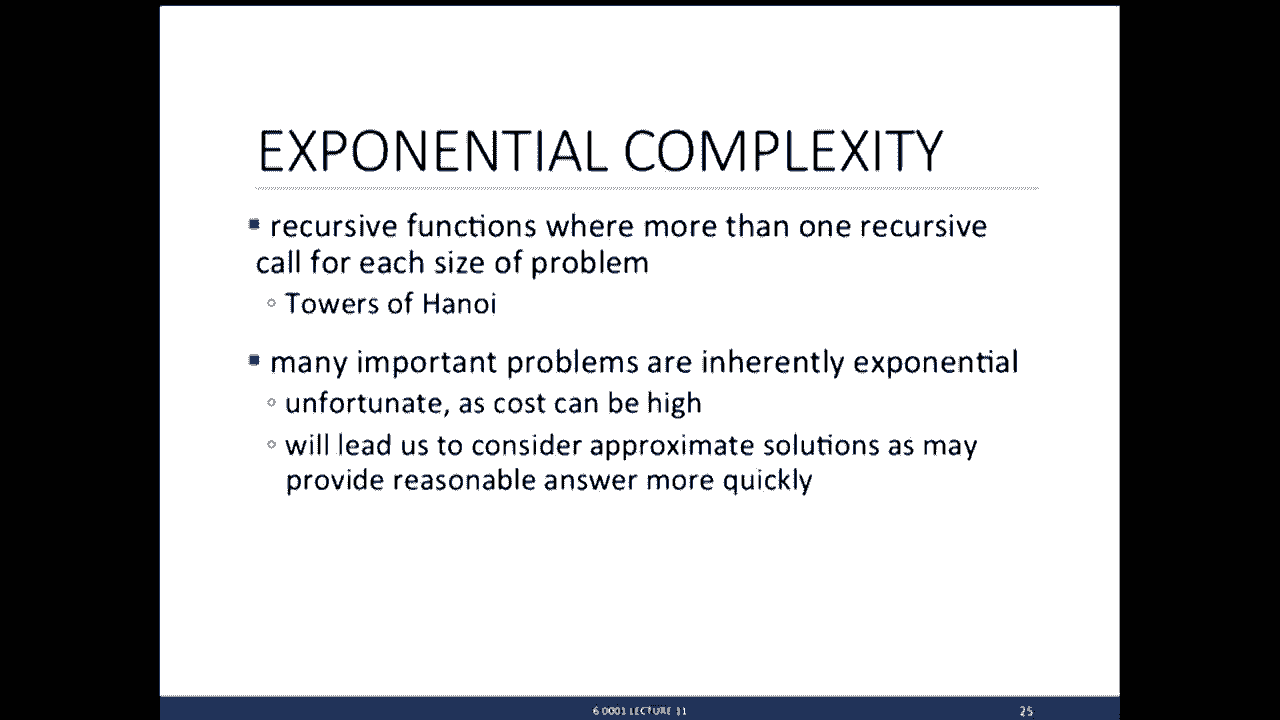 EXPONENTIAL COMPLEXITY
▪ recursive functions where more than one recursive
call for each size of problem
◦ Towers of Hanoi
▪ many important problems are inherently exponential
◦ unfortunate, as cost can be high
◦ will lead us to consider approximate solutions as may
provide reasonable answer more quickly
6.0001 LECTURE 11
25